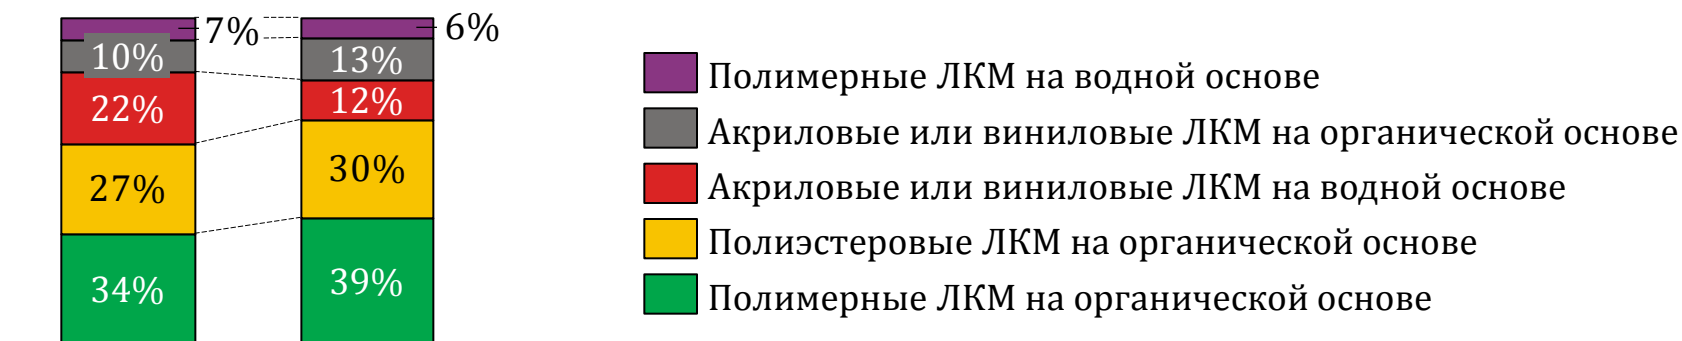 7%
10%
22%
27%
34%
6%
13%
12%
30%
39%
Полимерные ЛКМ на водной основе
Акриловые или виниловые ЛКМ на органической основе
Акриловые или виниловые ЛКМ на водной основе
Полиэстеровые ЛКМ на органической основе
Полимерные ЛКМ на органической основе